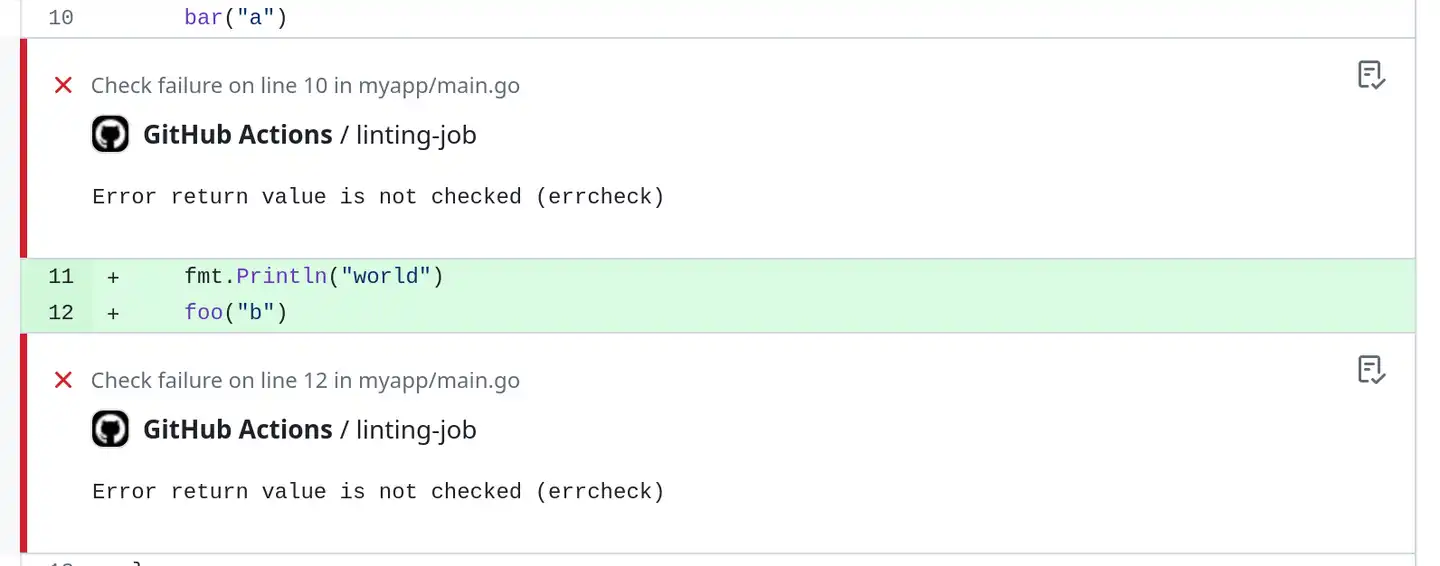 10 bar("a")
Check failure on line 10 in myapp/main.go
GitHub Actions / linting-job
Error return value is not checked (errcheck)
11 + fmt.Println("world")
12 + foo("b")
Check failure on line 12 in myapp/main.go
GitHub Actions / linting-job
Error return value is not checked (errcheck)